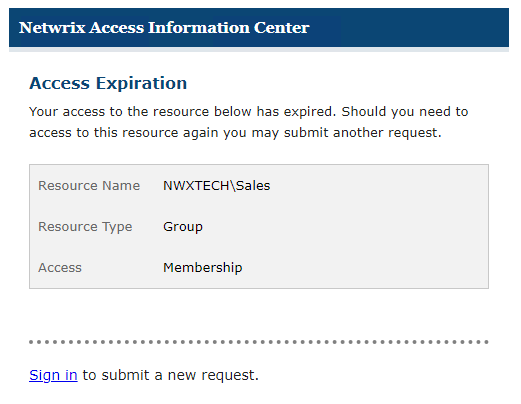 Netwrix Access Information Center
Access Expiration
Your access to the resource below has expired. Should you need to
access to this resource again you may submit another request.
Resource Name NWXTECH\Sales
Resource Type Group
Access Membership
Sign in to submit a new request.